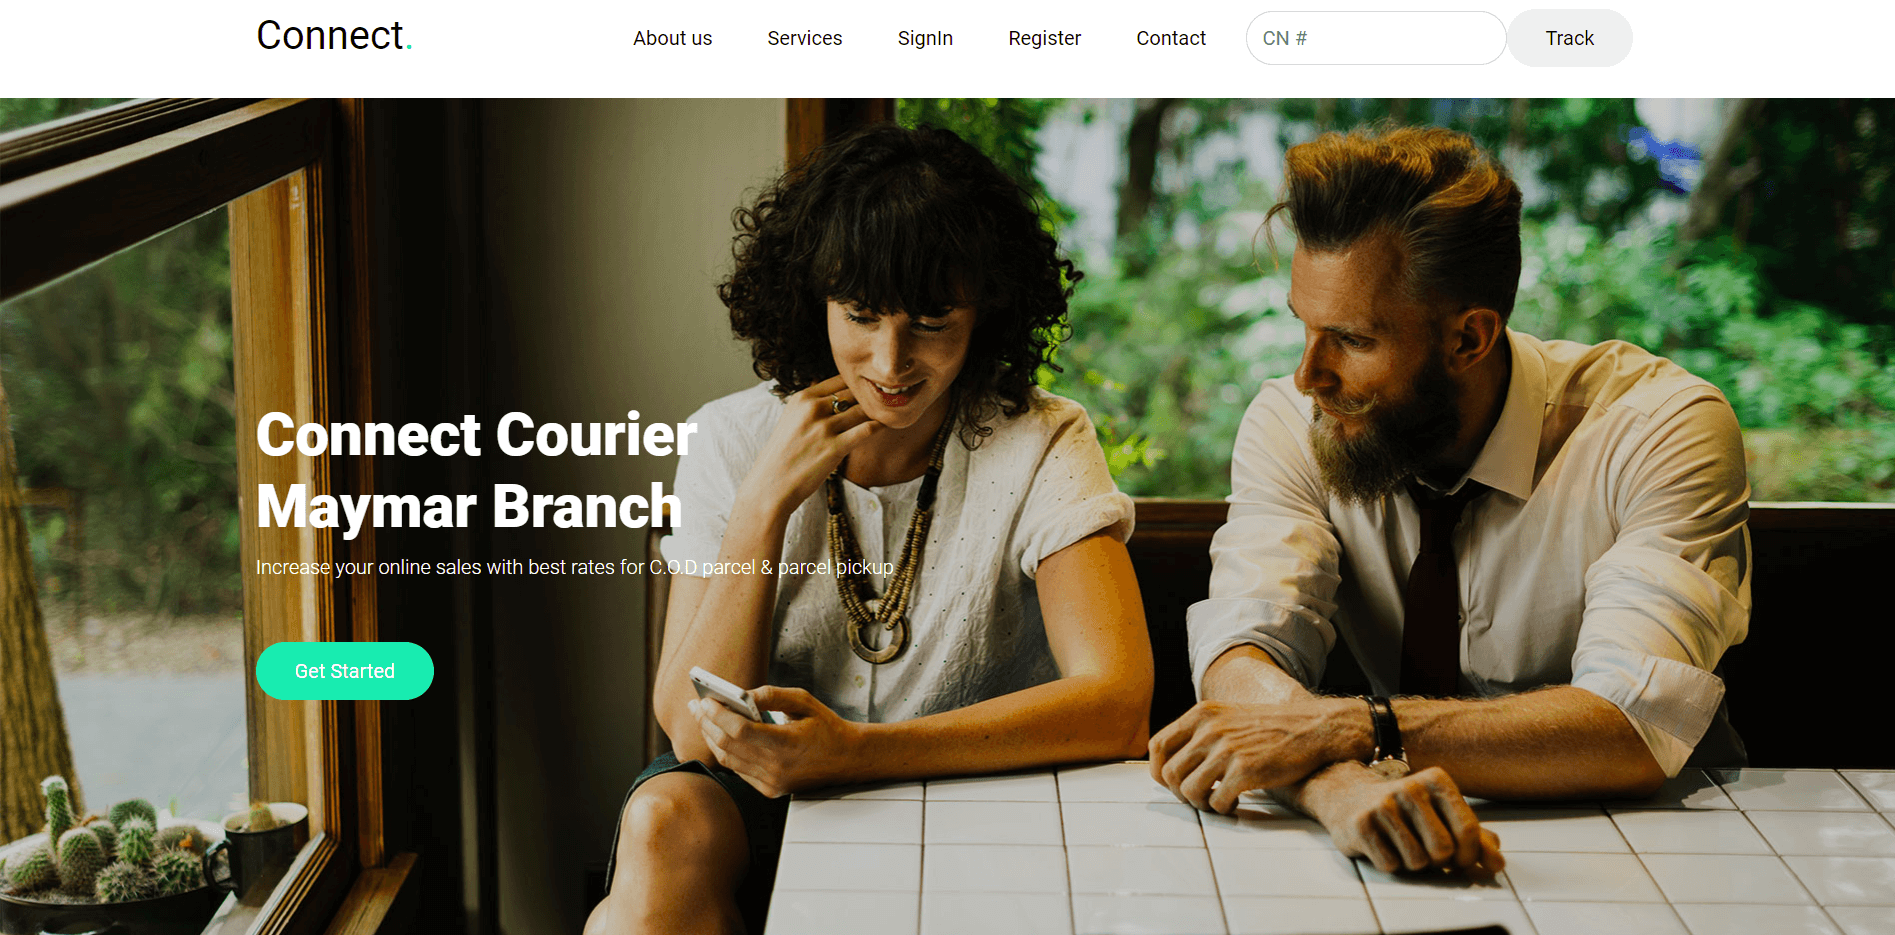 Connect.
About us
Services
SignIn
Register
Contact
CN #
Track
Connect Courier
Maymar Branch
Increase your online sales with best rates for C.O.D parcel & parcel pickup
Get Started